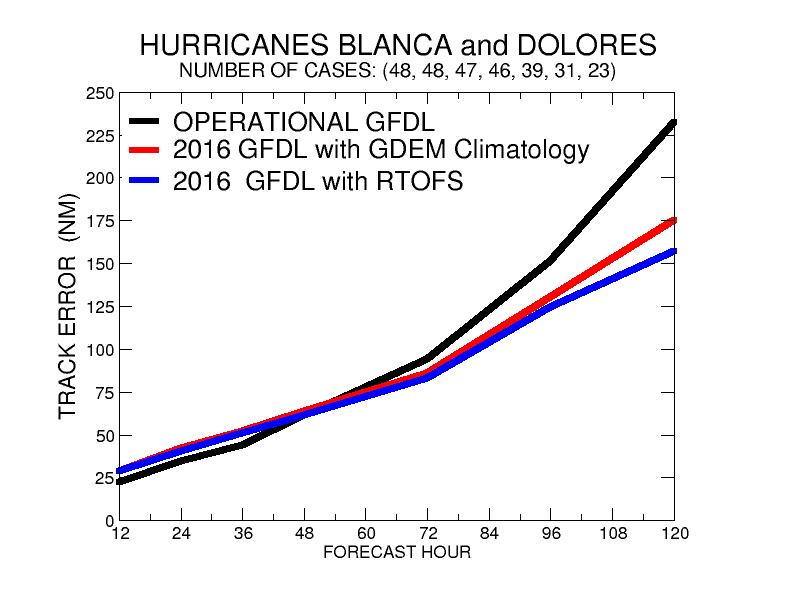 HURRICANES BLANCA and DOLORES
NUMBER OF CASES: (48, 48, 47, 46, 39, 31, 23)
OPERATIONAL GFDL
2016 GFDL with GDEM Climatology
2016 GFDL with RTOFS
TRACK ERROR (NM)
250
225
200
175
150
125
100
75
50
25
0
12 24 36 48 60 72 84 96 108 120
FORECAST HOUR